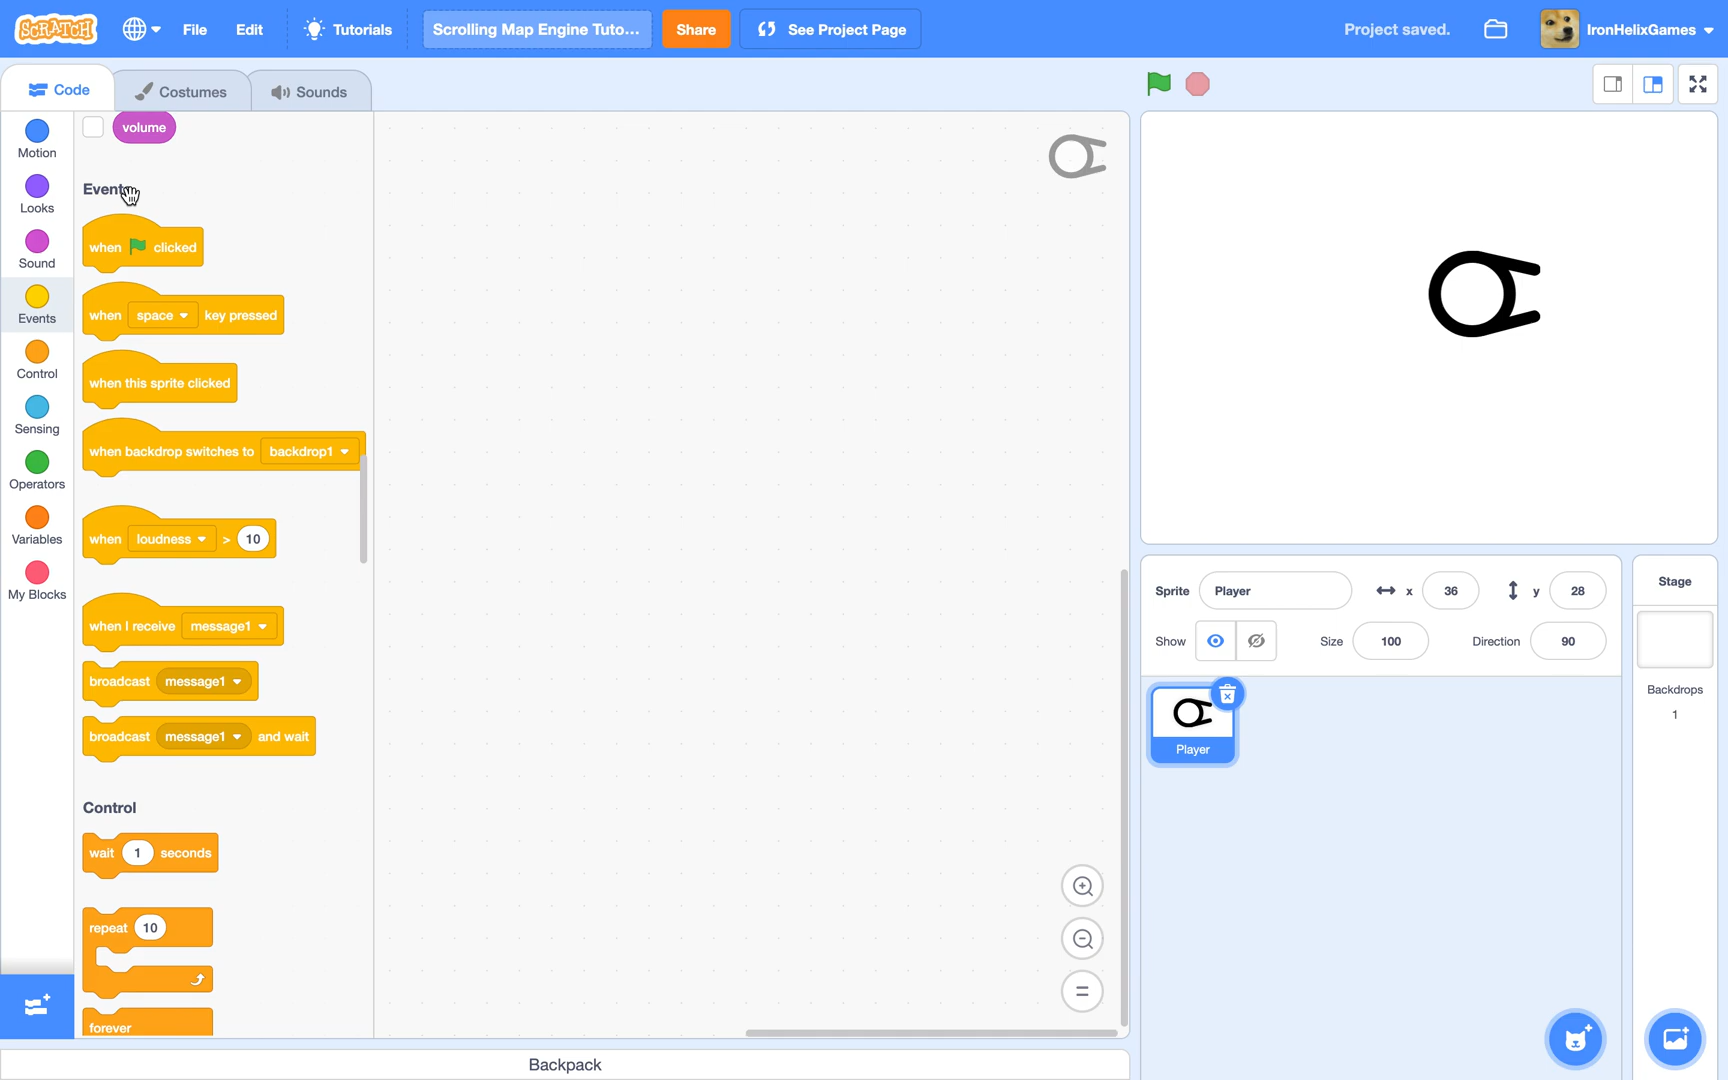 SCRATCH
File
Edit
Tutorials
Scrolling Map Engine Tuto...
Share
See Project Page
Project saved.
IronHelixGames
Code
Costumes
Sounds
Motion
Looks
Sound
Events
Control
Sensing
Operators
Variables
My Blocks
volume
Events
when clicked
when space key pressed
when this sprite clicked
when backdrop switches to backdrop1
when loudness > 10
when I receive message1
broadcast message1
broadcast message1 and wait
Control
wait 1 seconds
repeat 10
forever
Backpack
Sprite Player x 36 y 28
Show Size 100 Direction 90
Player
Stage
Backdrops
1